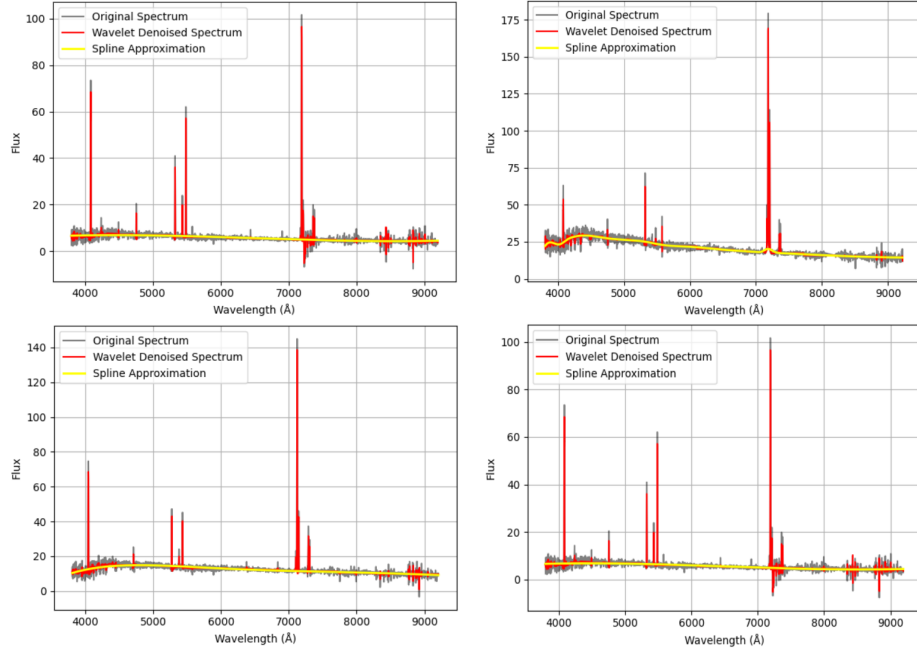 Original Spectrum
Wavelet Denoised Spectrum
Spline Approximation
Flux
100
80
60
40
20
0
4000 5000 6000 7000 8000 9000
Wavelength (Å)
Original Spectrum
Wavelet Denoised Spectrum
Spline Approximation
Flux
175
150
125
100
75
50
25
0
4000 5000 6000 7000 8000 9000
Wavelength (Å)
Original Spectrum
Wavelet Denoised Spectrum
Spline Approximation
Flux
140
120
100
80
60
40
20
0
4000 5000 6000 7000 8000 9000
Wavelength (Å)
Original Spectrum
Wavelet Denoised Spectrum
Spline Approximation
Flux
100
80
60
40
20
0
4000 5000 6000 7000 8000 9000
Wavelength (Å)